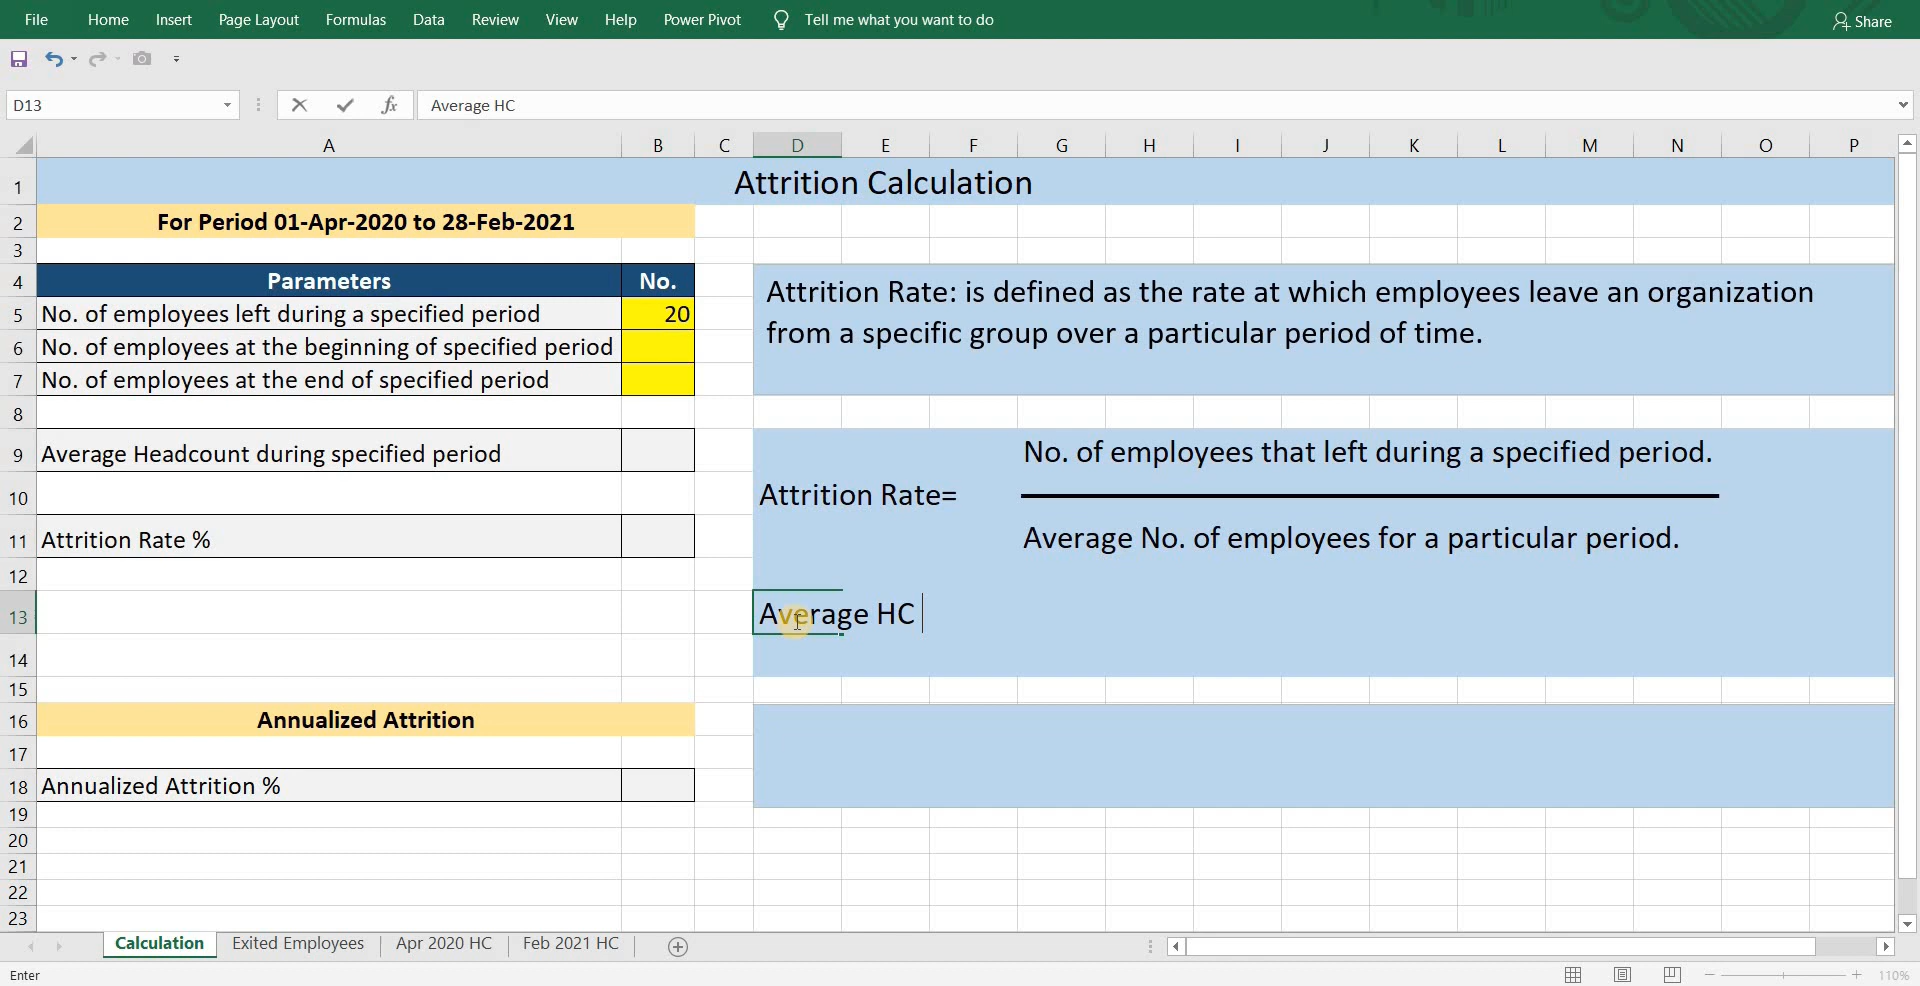 File Home Insert Page Layout Formulas Data Review View Help Power Pivot Tell me what you want to do Share
D13 fx Average HC
A B C D E F G H I J K L M N O P
1 Attrition Calculation
2 For Period 01-Apr-2020 to 28-Feb-2021
3
4 Parameters No.
5 No. of employees left during a specified period 20
6 No. of employees at the beginning of specified period
7 No. of employees at the end of specified period
Attrition Rate: is defined as the rate at which employees leave an organization
from a specific group over a particular period of time.
8
9 Average Headcount during specified period
10
11 Attrition Rate %
No. of employees that left during a specified period.
Attrition Rate=
Average No. of employees for a particular period.
12
13 Average HC
14
15
16 Annualized Attrition
17
18 Annualized Attrition %
19
20
21
22
23
Calculation Exited Employees Apr 2020 HC Feb 2021 HC
Enter 110%